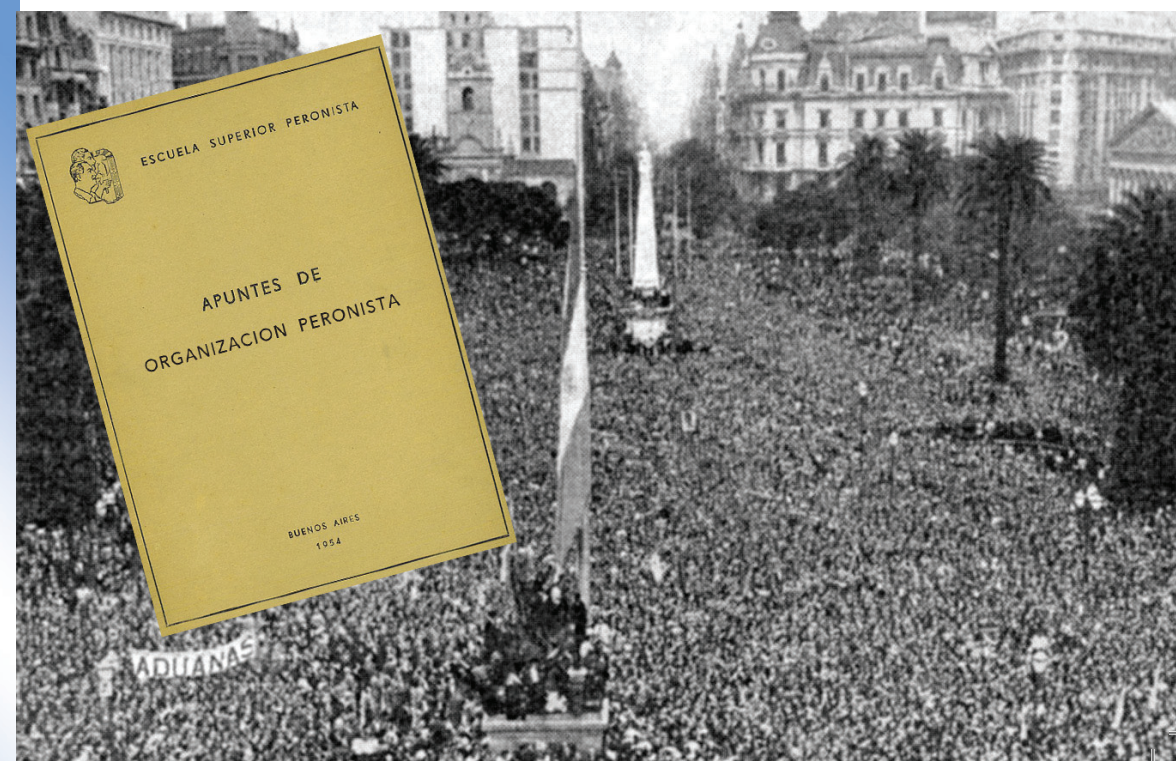 ESCUELA SUPERIOR PERONISTA
APUNTES DE
ORGANIZACION PERONISTA
BUENOS AIRES
1954
ADUANAS